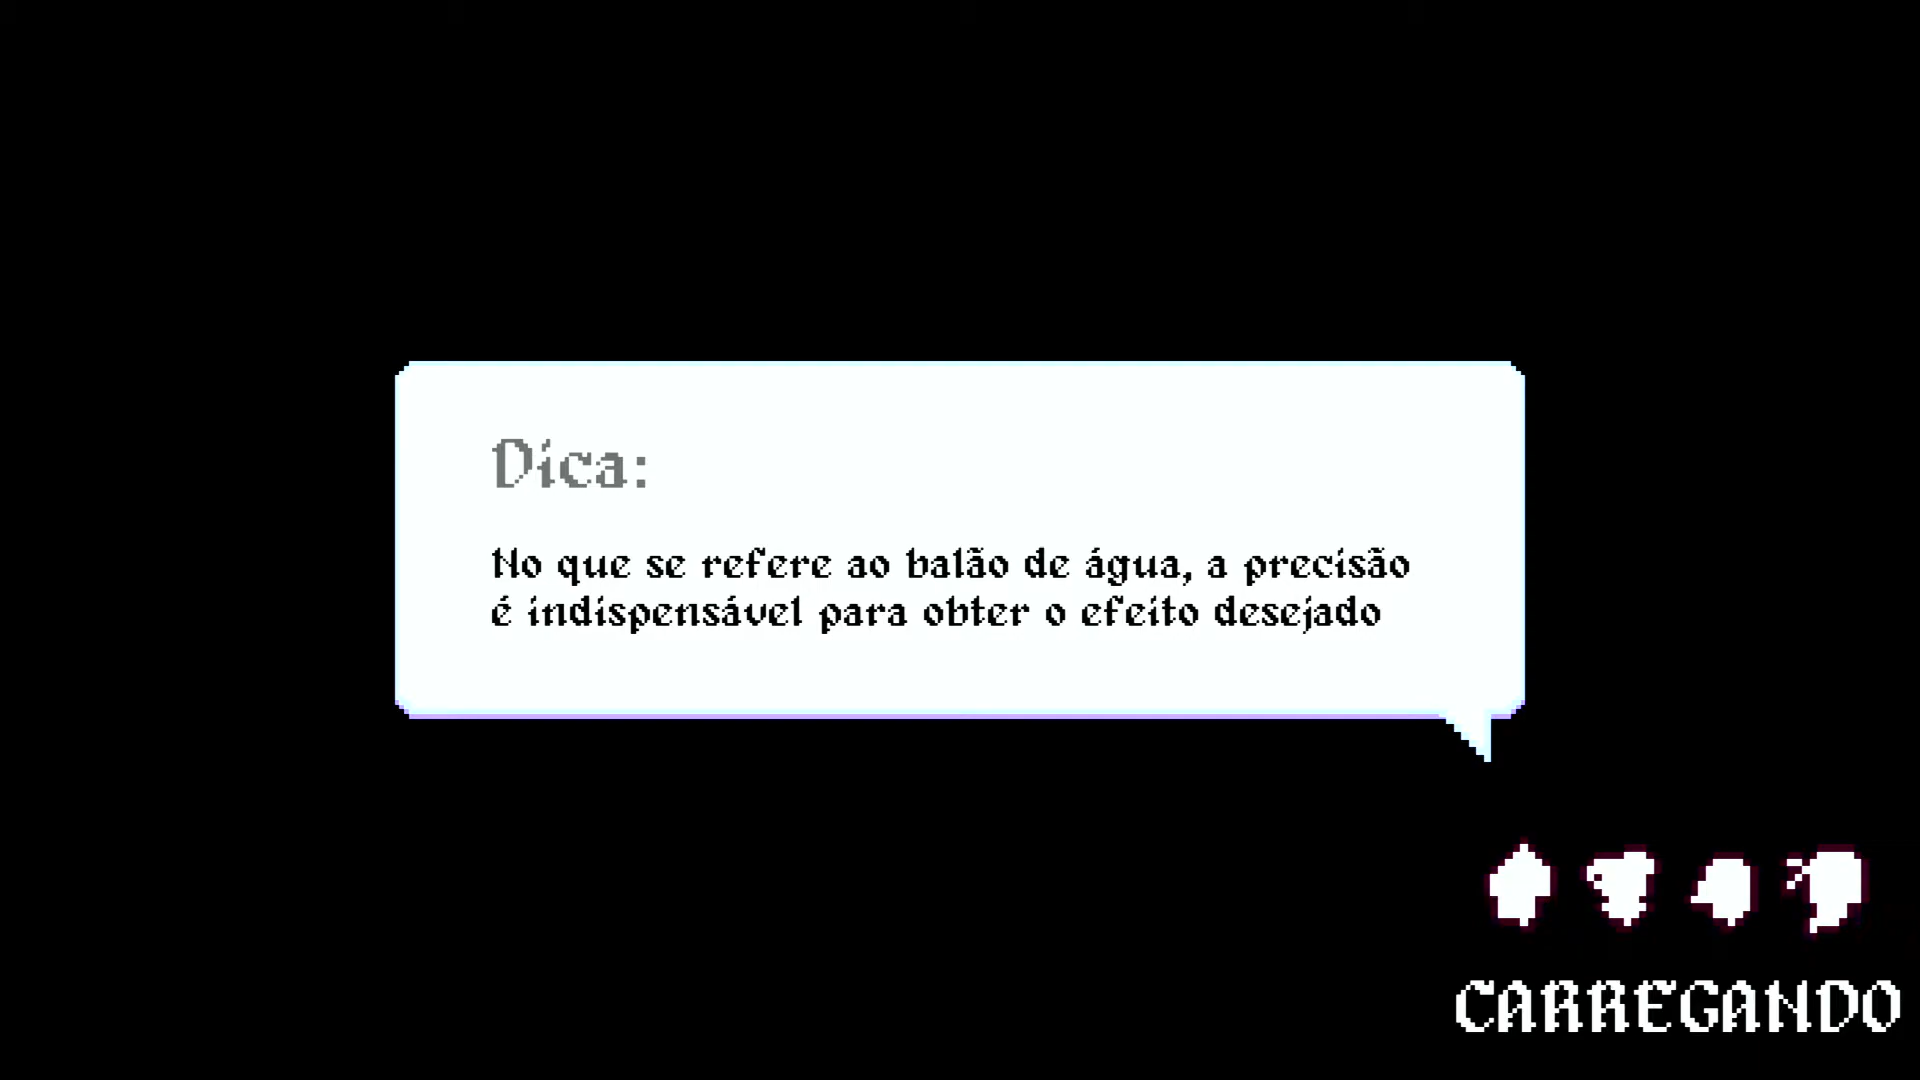 Dica:
No que se refere ao balão de água, a precisão
é indispensável para obter o efeito desejado
CARREGANDO